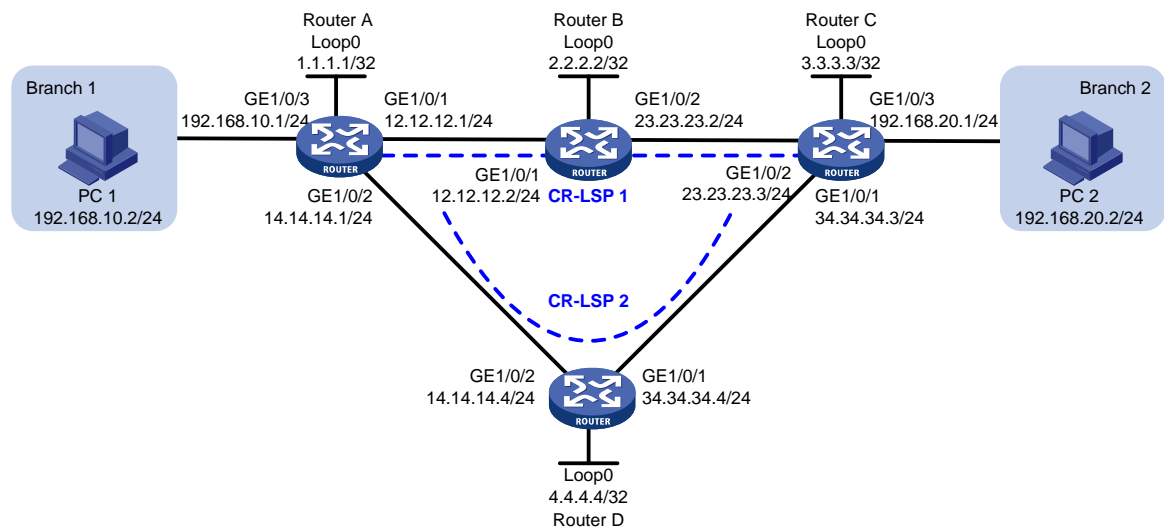 Router A
Loop0
1.1.1.1/32
Router B
Loop0
2.2.2.2/32
Router C
Loop0
3.3.3.3/32
Branch 1
PC 1
192.168.10.2/24
GE1/0/3
192.168.10.1/24
GE1/0/1
12.12.12.1/24
GE1/0/2
23.23.23.2/24
GE1/0/3
192.168.20.1/24
Branch 2
PC 2
192.168.20.2/24
ROUTER
ROUTER
ROUTER
GE1/0/2
14.14.14.1/24
GE1/0/1
12.12.12.2/24
CR-LSP 1
GE1/0/2
23.23.23.3/24
GE1/0/1
34.34.34.3/24
CR-LSP 2
GE1/0/2
14.14.14.4/24
GE1/0/1
34.34.34.4/24
ROUTER
Loop0
4.4.4.4/32
Router D